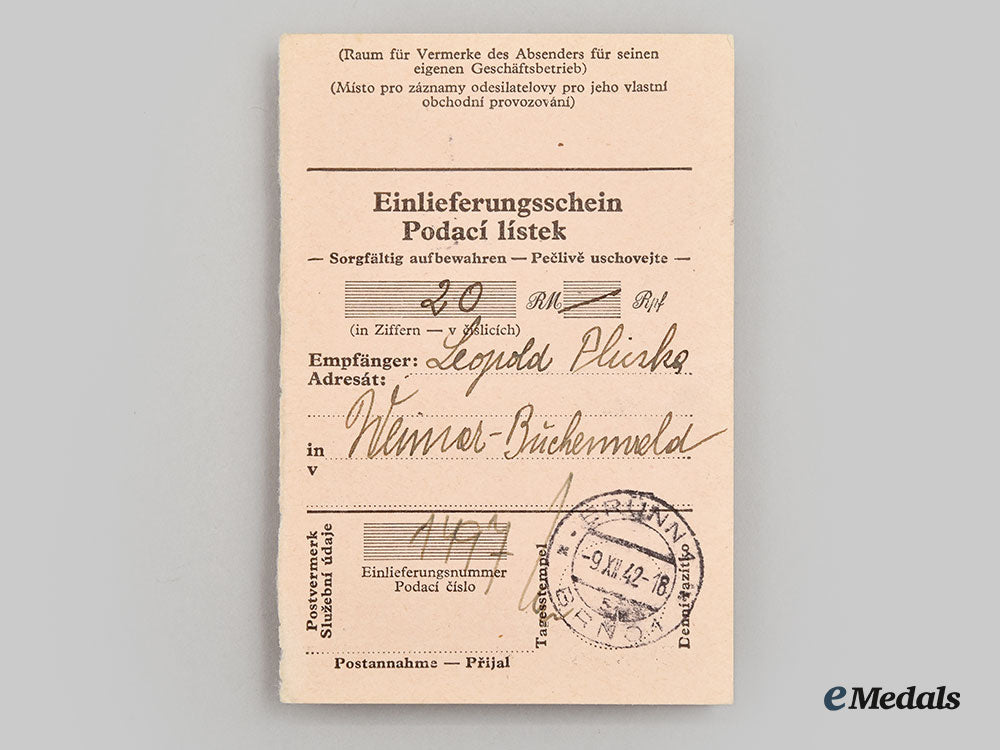 (Raum für Vermerke des Absenders für seinen
eigenen Geschäftsbetrieb)
(Místo pro záznamy odesilatelovy pro jeho vlastní
obchodní provozování)
Einlieferungsschein
Podací lístek
— Sorgfältig aufbewahren — Pečlivě uschovejte —
20 RM — Rpf
(in Ziffern — v číslicích)
Empfänger: Leopold
Adresát:
Weimar-Buchenwald
in
v
Postvermerk
Služební údaje
1497
Einlieferungsnummer
Podací číslo
Tagesstempel
BRÜNN 1
-9.XII.42-18
BRNO 1
Denní razítko
Postannahme — Přijal
eMedals